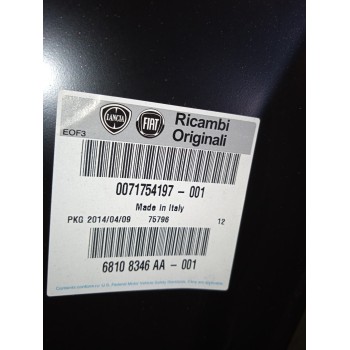 LANCIA FIAT Ricambi
EOF3 Originali
0071754197 - 001
Made in Italy
PKG 2014/04/09 75796 12
6810 8346 AA -001